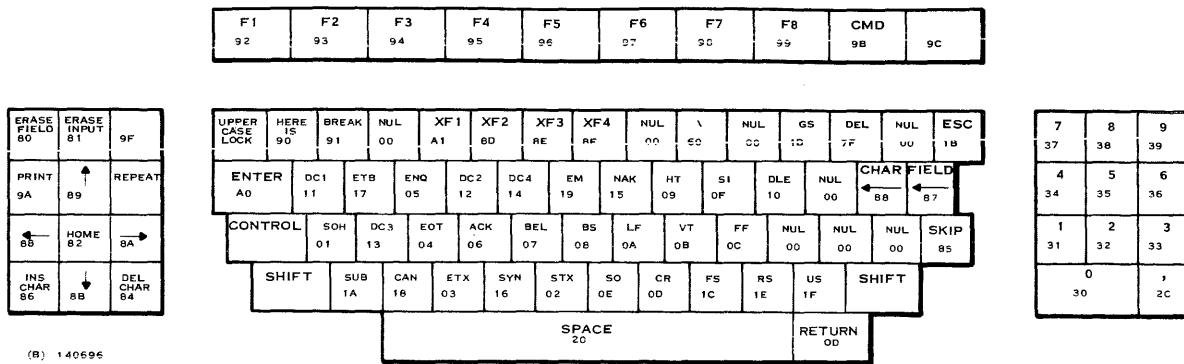 F1 F2 F3 F4 F5 F6 F7 F8 CMD
92 93 94 95 96 97 98 99 9B 9C
ERASE FIELD 80 ERASE INPUT 81 9F
UPPER CASE LOCK HERE IS 90 BREAK 91 NUL 00 XF1 A1 XF2 8D XF3 8E XF4 8F NUL 00 \ 60 NUL 00 GS 1D DEL 7F NUL 00 ESC 1B
7 37 8 38 9 39
PRINT 9A ↑ 89 REPEAT
ENTER A0 DC1 11 ETB 17 ENQ 05 DC2 12 DC4 14 EM 19 NAK 15 HT 09 SI 0F DLE 10 NUL 00 CHAR ← 88 FIELD ← 87
4 34 5 35 6 36
← 88 HOME 82 → 8A
CONTROL SOH 01 DC3 13 EOT 04 ACK 06 BEL 07 BS 08 LF 0A VT 0B FF 0C NUL 00 NUL 00 NUL 00 SKIP 85
1 31 2 32 3 33
INS CHAR 86 ↓ 8B DEL CHAR 84
SHIFT SUB 1A CAN 18 ETX 03 SYN 16 STX 02 SO 0E CR 0D FS 1C RS 1E US 1F SHIFT
0 30 , 2C
SPACE 20 RETURN 0D
(B) 140696